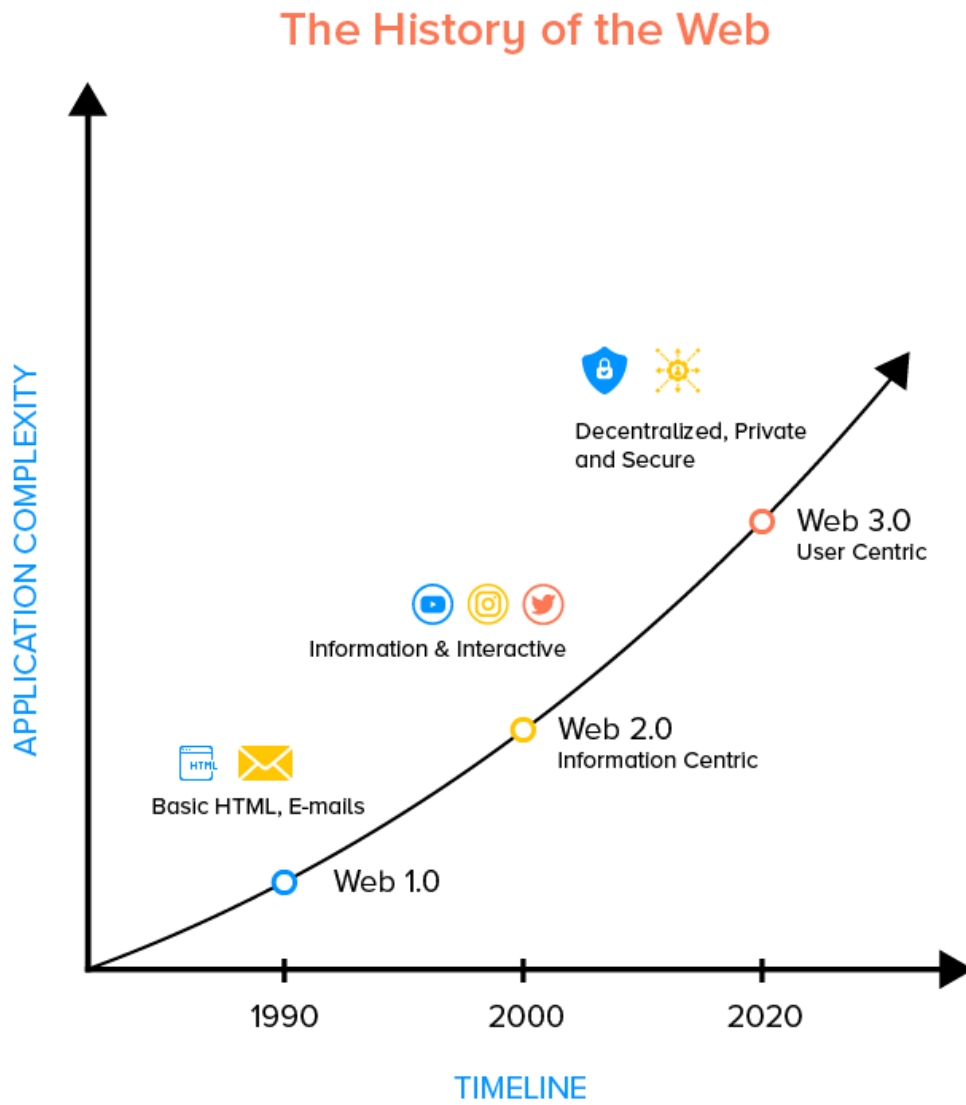 The History of the Web
APPLICATION COMPLEXITY
Decentralized, Private
and Secure
Web 3.0
User Centric
Information & Interactive
Web 2.0
Information Centric
HTML
Basic HTML, E-mails
Web 1.0
1990
2000
2020
TIMELINE